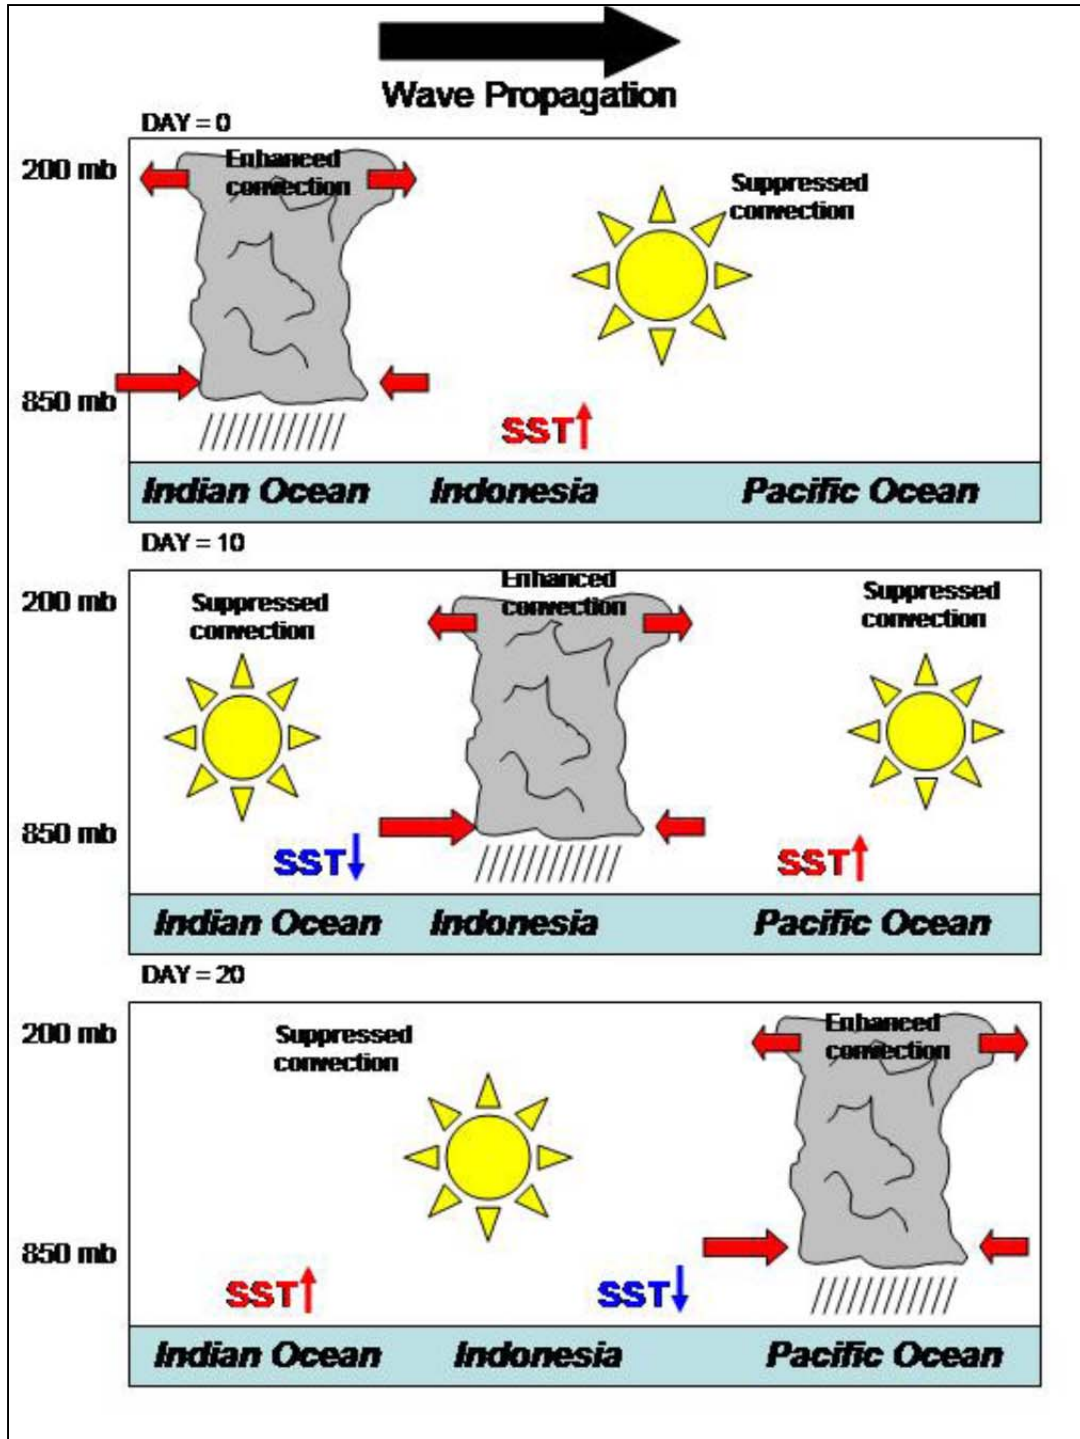 Wave Propagation
DAY = 0
200 mb
Enhanced
convection
Suppressed
convection
850 mb
SST
Indian Ocean Indonesia Pacific Ocean
DAY = 10
200 mb
Suppressed
convection
Enhanced
convection
Suppressed
convection
850 mb
SST
SST
Indian Ocean Indonesia Pacific Ocean
DAY = 20
200 mb
Suppressed
convection
Enhanced
convection
850 mb
SST
SST
Indian Ocean Indonesia Pacific Ocean